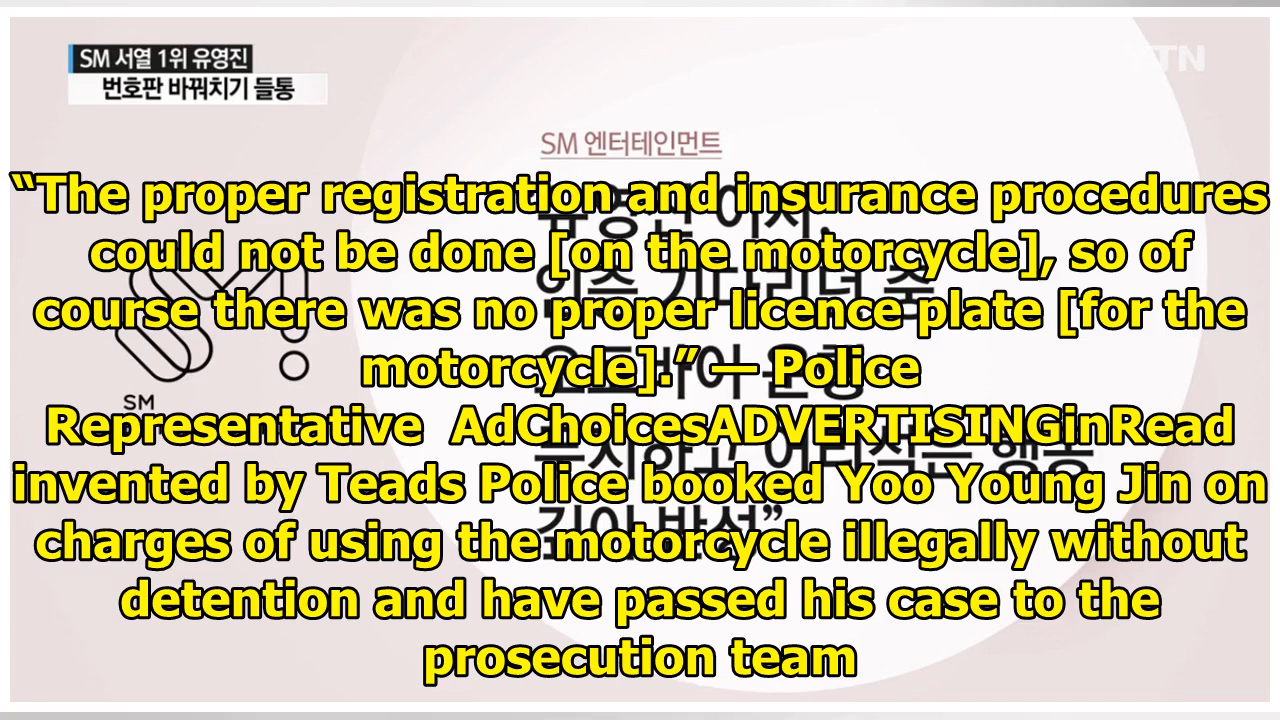 SM 서열 1위 유영진
번호판 바꿔치기 들통
YTN
SM 엔터테인먼트
“The proper registration and insurance procedures
could not be done [on the motorcycle], so of
course there was no proper licence plate [for the
motorcycle].” — Police
Representative AdChoicesADVERTISINGinRead
invented by Teads Police booked Yoo Young Jin on
charges of using the motorcycle illegally without
detention and have passed his case to the
prosecution team
SM